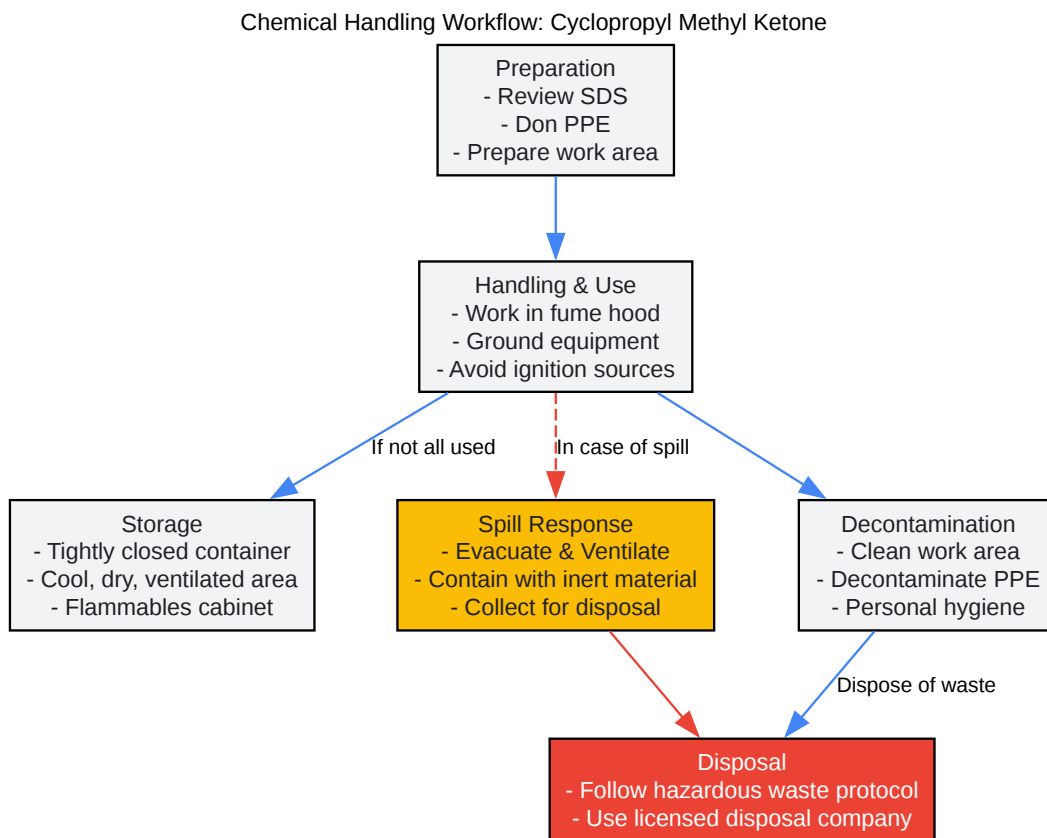 Chemical Handling Workflow: Cyclopropyl Methyl Ketone
Preparation
- Review SDS
- Don PPE
- Prepare work area
Handling & Use
- Work in fume hood
- Ground equipment
- Avoid ignition sources
If not all used
In case of spill
Storage
- Tightly closed container
- Cool, dry, ventilated area
- Flammables cabinet
Spill Response
- Evacuate & Ventilate
- Contain with inert material
- Collect for disposal
Decontamination
- Clean work area
- Decontaminate PPE
- Personal hygiene
Dispose of waste
Disposal
- Follow hazardous waste protocol
- Use licensed disposal company